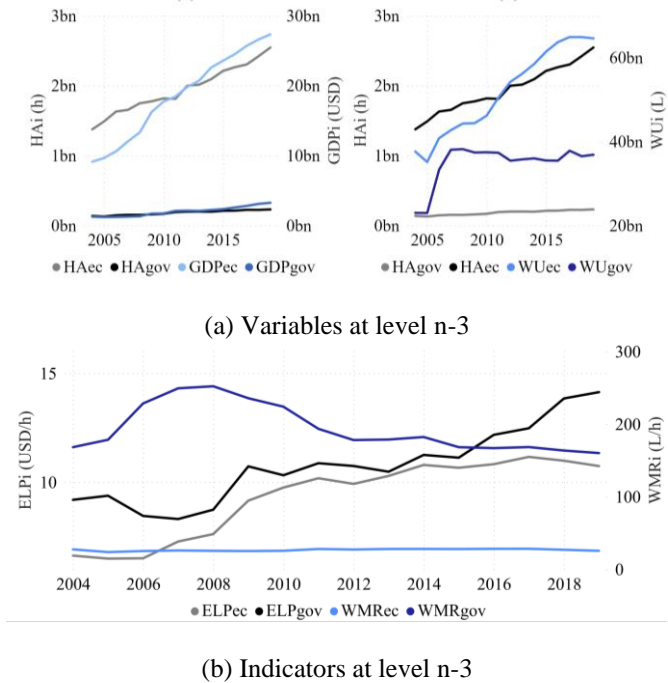 3bn
2bn
1bn
0bn
HAi (h)
30bn
20bn
10bn
0bn
GDPi (USD)
2005 2010 2015
HAec HAgov GDPec GDPgov
3bn
2bn
1bn
0bn
HAi (h)
60bn
40bn
20bn
WUi (L)
2005 2010 2015
HAgov HAec WUec WUgov
(a) Variables at level n-3
15
10
ELPi (USD/h)
300
200
100
0
WMRi (L/h)
2004 2006 2008 2010 2012 2014 2016 2018
ELPec ELPgov WMRec WMRgov
(b) Indicators at level n-3